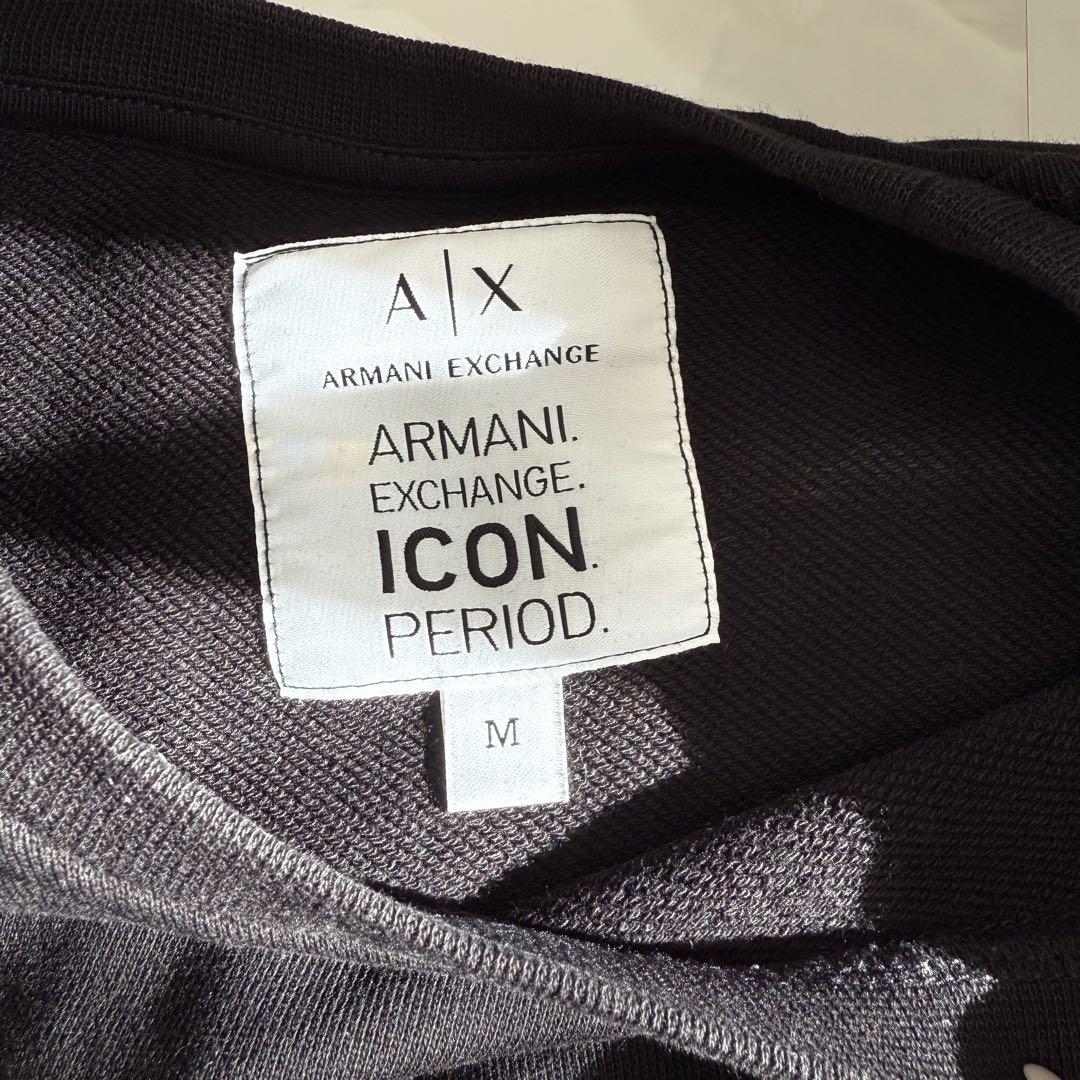 A|X
ARMANI EXCHANGE
ARMANI.
EXCHANGE.
ICON.
PERIOD.
M